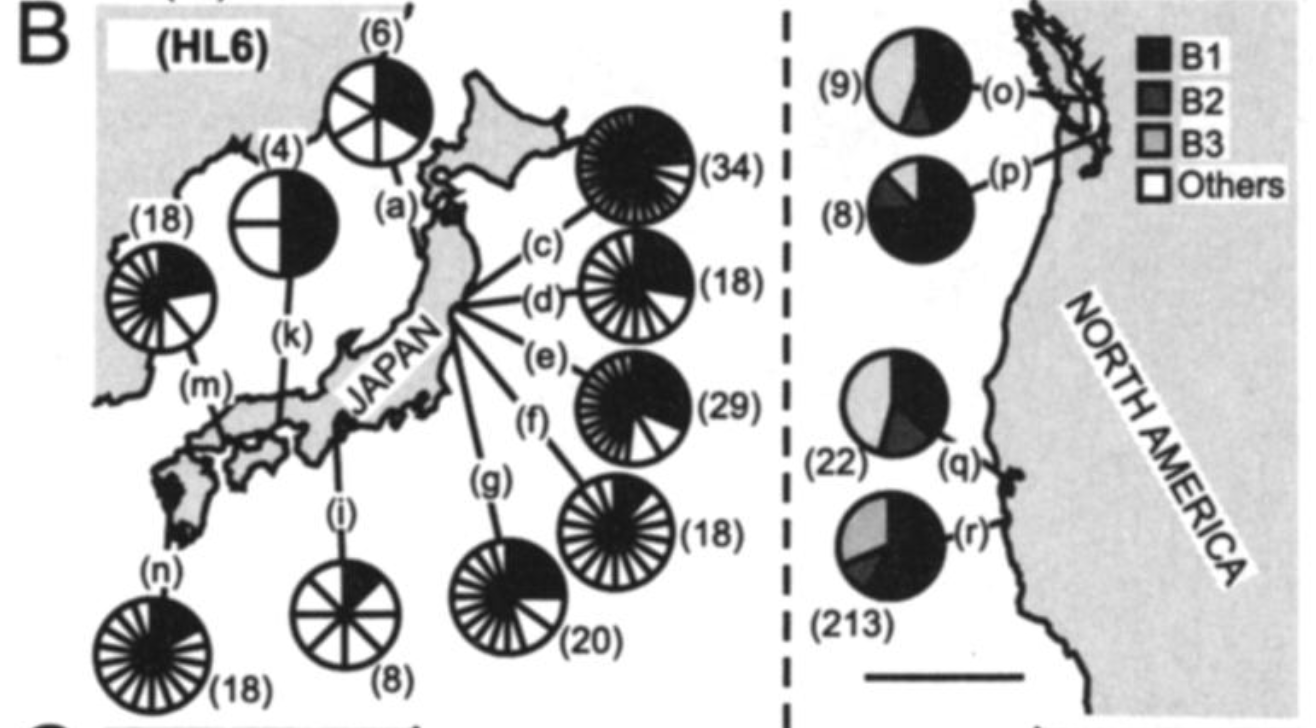 B
(HL6)
(6)
(4)
(18)
(a)
(34)
(c)
(18)
(d)
(k)
(e)
(m)
JAPAN
(29)
(f)
(g)
(i)
(18)
(n)
(20)
(18)
(8)
(9)
(o)
(p)
(8)
B1
B2
B3
Others
NORTH AMERICA
(22)
(q)
(r)
(213)